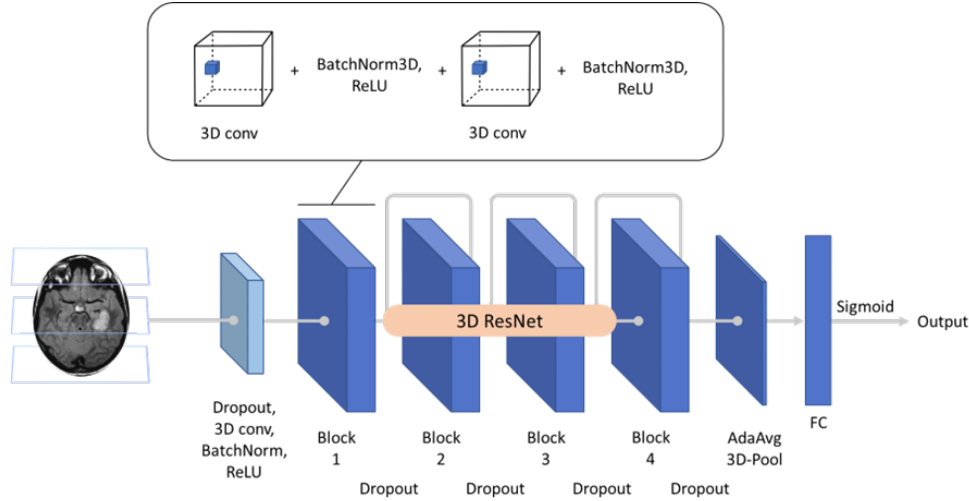 +
BatchNorm3D,
ReLU
+
+
BatchNorm3D,
ReLU
3D conv
3D conv
3D ResNet
Sigmoid
Output
Dropout,
3D conv,
BatchNorm,
ReLU
Block
1
Block
2
Block
3
Block
4
AdaAvg
3D-Pool
FC
Dropout
Dropout
Dropout
Dropout